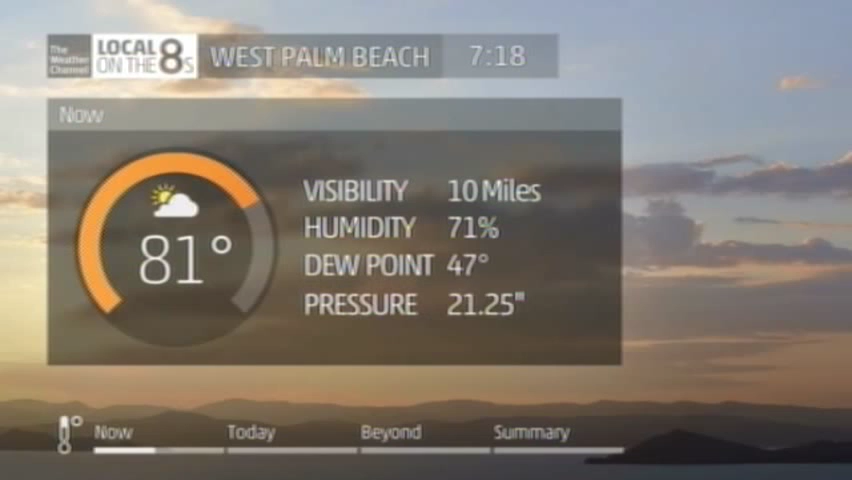 The Weather Channel LOCAL ON THE 8s WEST PALM BEACH 7:18
Now
81°
VISIBILITY 10 Miles
HUMIDITY 71%
DEW POINT 47°
PRESSURE 21.25"
Now Today Beyond Summary